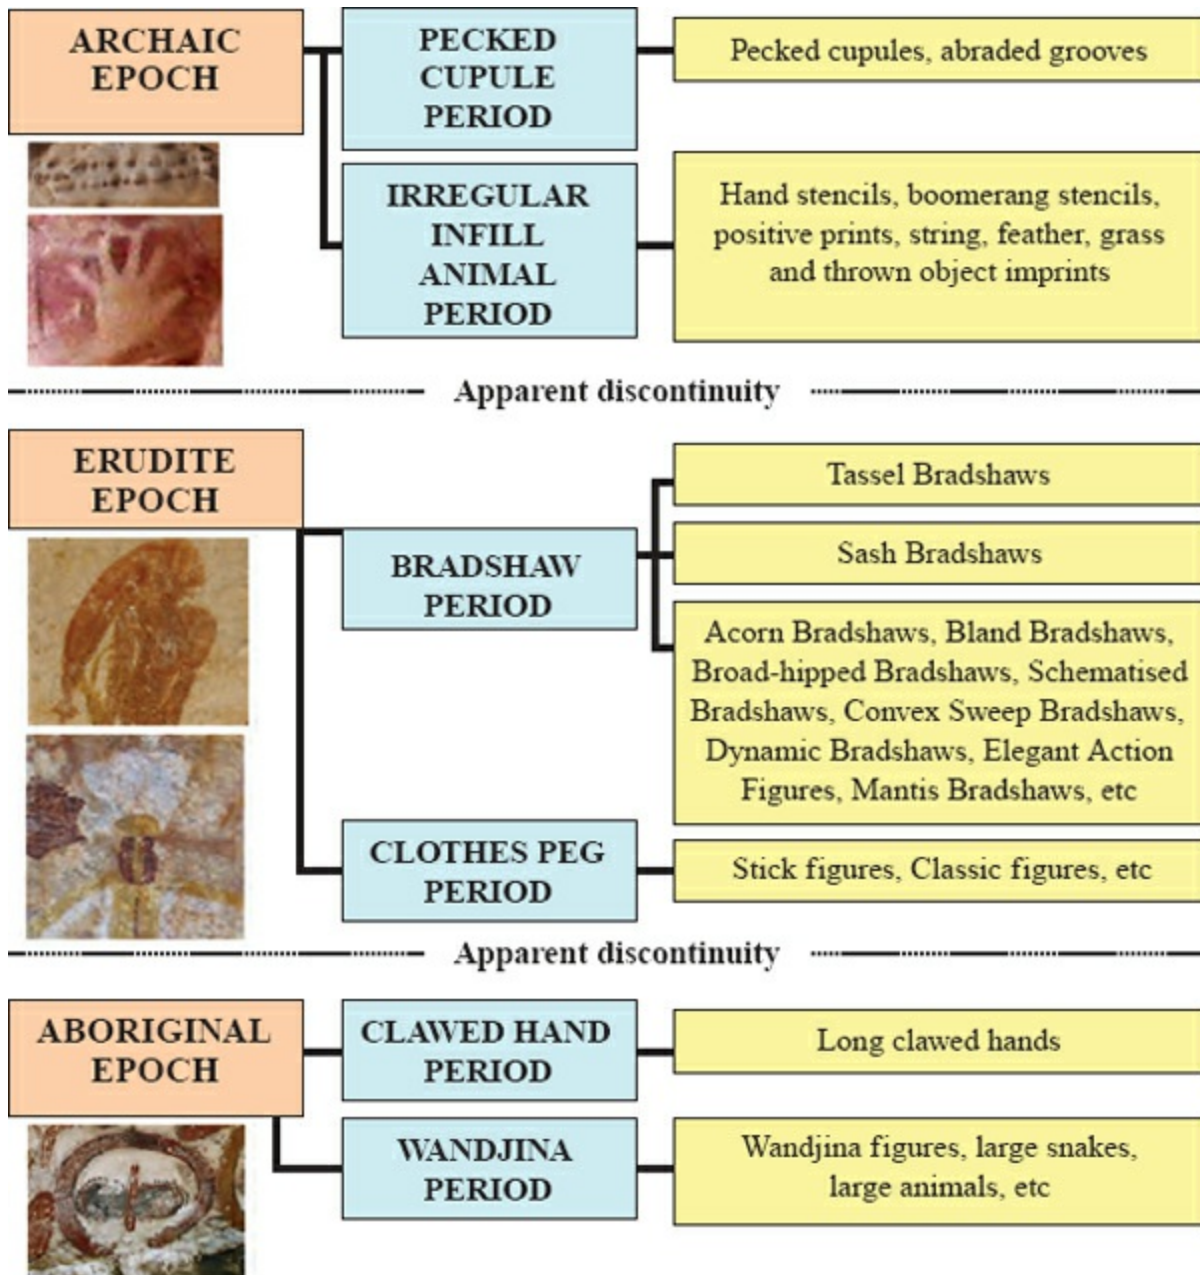 ARCHAIC
EPOCH
PECKED
CUPULE
PERIOD
Pecked cupules, abraded grooves
IRREGULAR
INFILL
ANIMAL
PERIOD
Hand stencils, boomerang stencils,
positive prints, string, feather, grass
and thrown object imprints
Apparent discontinuity
ERUDITE
EPOCH
BRADSHAW
PERIOD
Tassel Bradshaws
Sash Bradshaws
Acorn Bradshaws, Bland Bradshaws,
Broad-hipped Bradshaws, Schematised
Bradshaws, Convex Sweep Bradshaws,
Dynamic Bradshaws, Elegant Action
Figures, Mantis Bradshaws, etc
CLOTHES PEG
PERIOD
Stick figures, Classic figures, etc
Apparent discontinuity
ABORIGINAL
EPOCH
CLAWED HAND
PERIOD
Long clawed hands
WANDJINA
PERIOD
Wandjina figures, large snakes,
large animals, etc